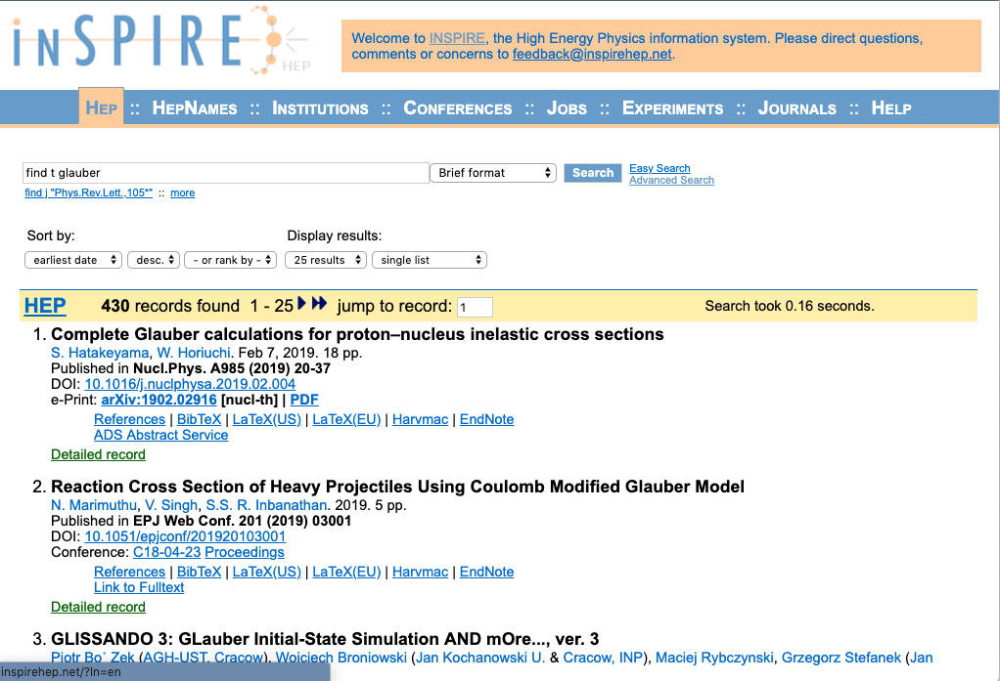 inSPIRE HEP
Welcome to INSPIRE, the High Energy Physics information system. Please direct questions,
comments or concerns to feedback@inspirehep.net.
HEP :: HEPNAMES :: INSTITUTIONS :: CONFERENCES :: JOBS :: EXPERIMENTS :: JOURNALS :: HELP
find t glauber Brief format Search Easy Search
Advanced Search
find j "Phys.Rev.Lett.,105*" :: more
Sort by: Display results:
earliest date desc. - or rank by - 25 results single list
HEP 430 records found 1 - 25 jump to record: 1 Search took 0.16 seconds.
1. Complete Glauber calculations for proton–nucleus inelastic cross sections
S. Hatakeyama, W. Horiuchi. Feb 7, 2019. 18 pp.
Published in Nucl.Phys. A985 (2019) 20-37
DOI: 10.1016/j.nuclphysa.2019.02.004
e-Print: arXiv:1902.02916 [nucl-th] | PDF
References | BibTeX | LaTeX(US) | LaTeX(EU) | Harvmac | EndNote
ADS Abstract Service
Detailed record
2. Reaction Cross Section of Heavy Projectiles Using Coulomb Modified Glauber Model
N. Marimuthu, V. Singh, S.S. R. Inbanathan. 2019. 5 pp.
Published in EPJ Web Conf. 201 (2019) 03001
DOI: 10.1051/epjconf/201920103001
Conference: C18-04-23 Proceedings
References | BibTeX | LaTeX(US) | LaTeX(EU) | Harvmac | EndNote
Link to Fulltext
Detailed record
3. GLISSANDO 3: GLauber Initial-State Simulation AND mOre..., ver. 3
Piotr Bo˙ Zek (AGH-UST, Cracow), Wojciech Broniowski (Jan Kochanowski U. & Cracow, INP), Maciej Rybczynski, Grzegorz Stefanek (Jan
inspirehep.net/?ln=en